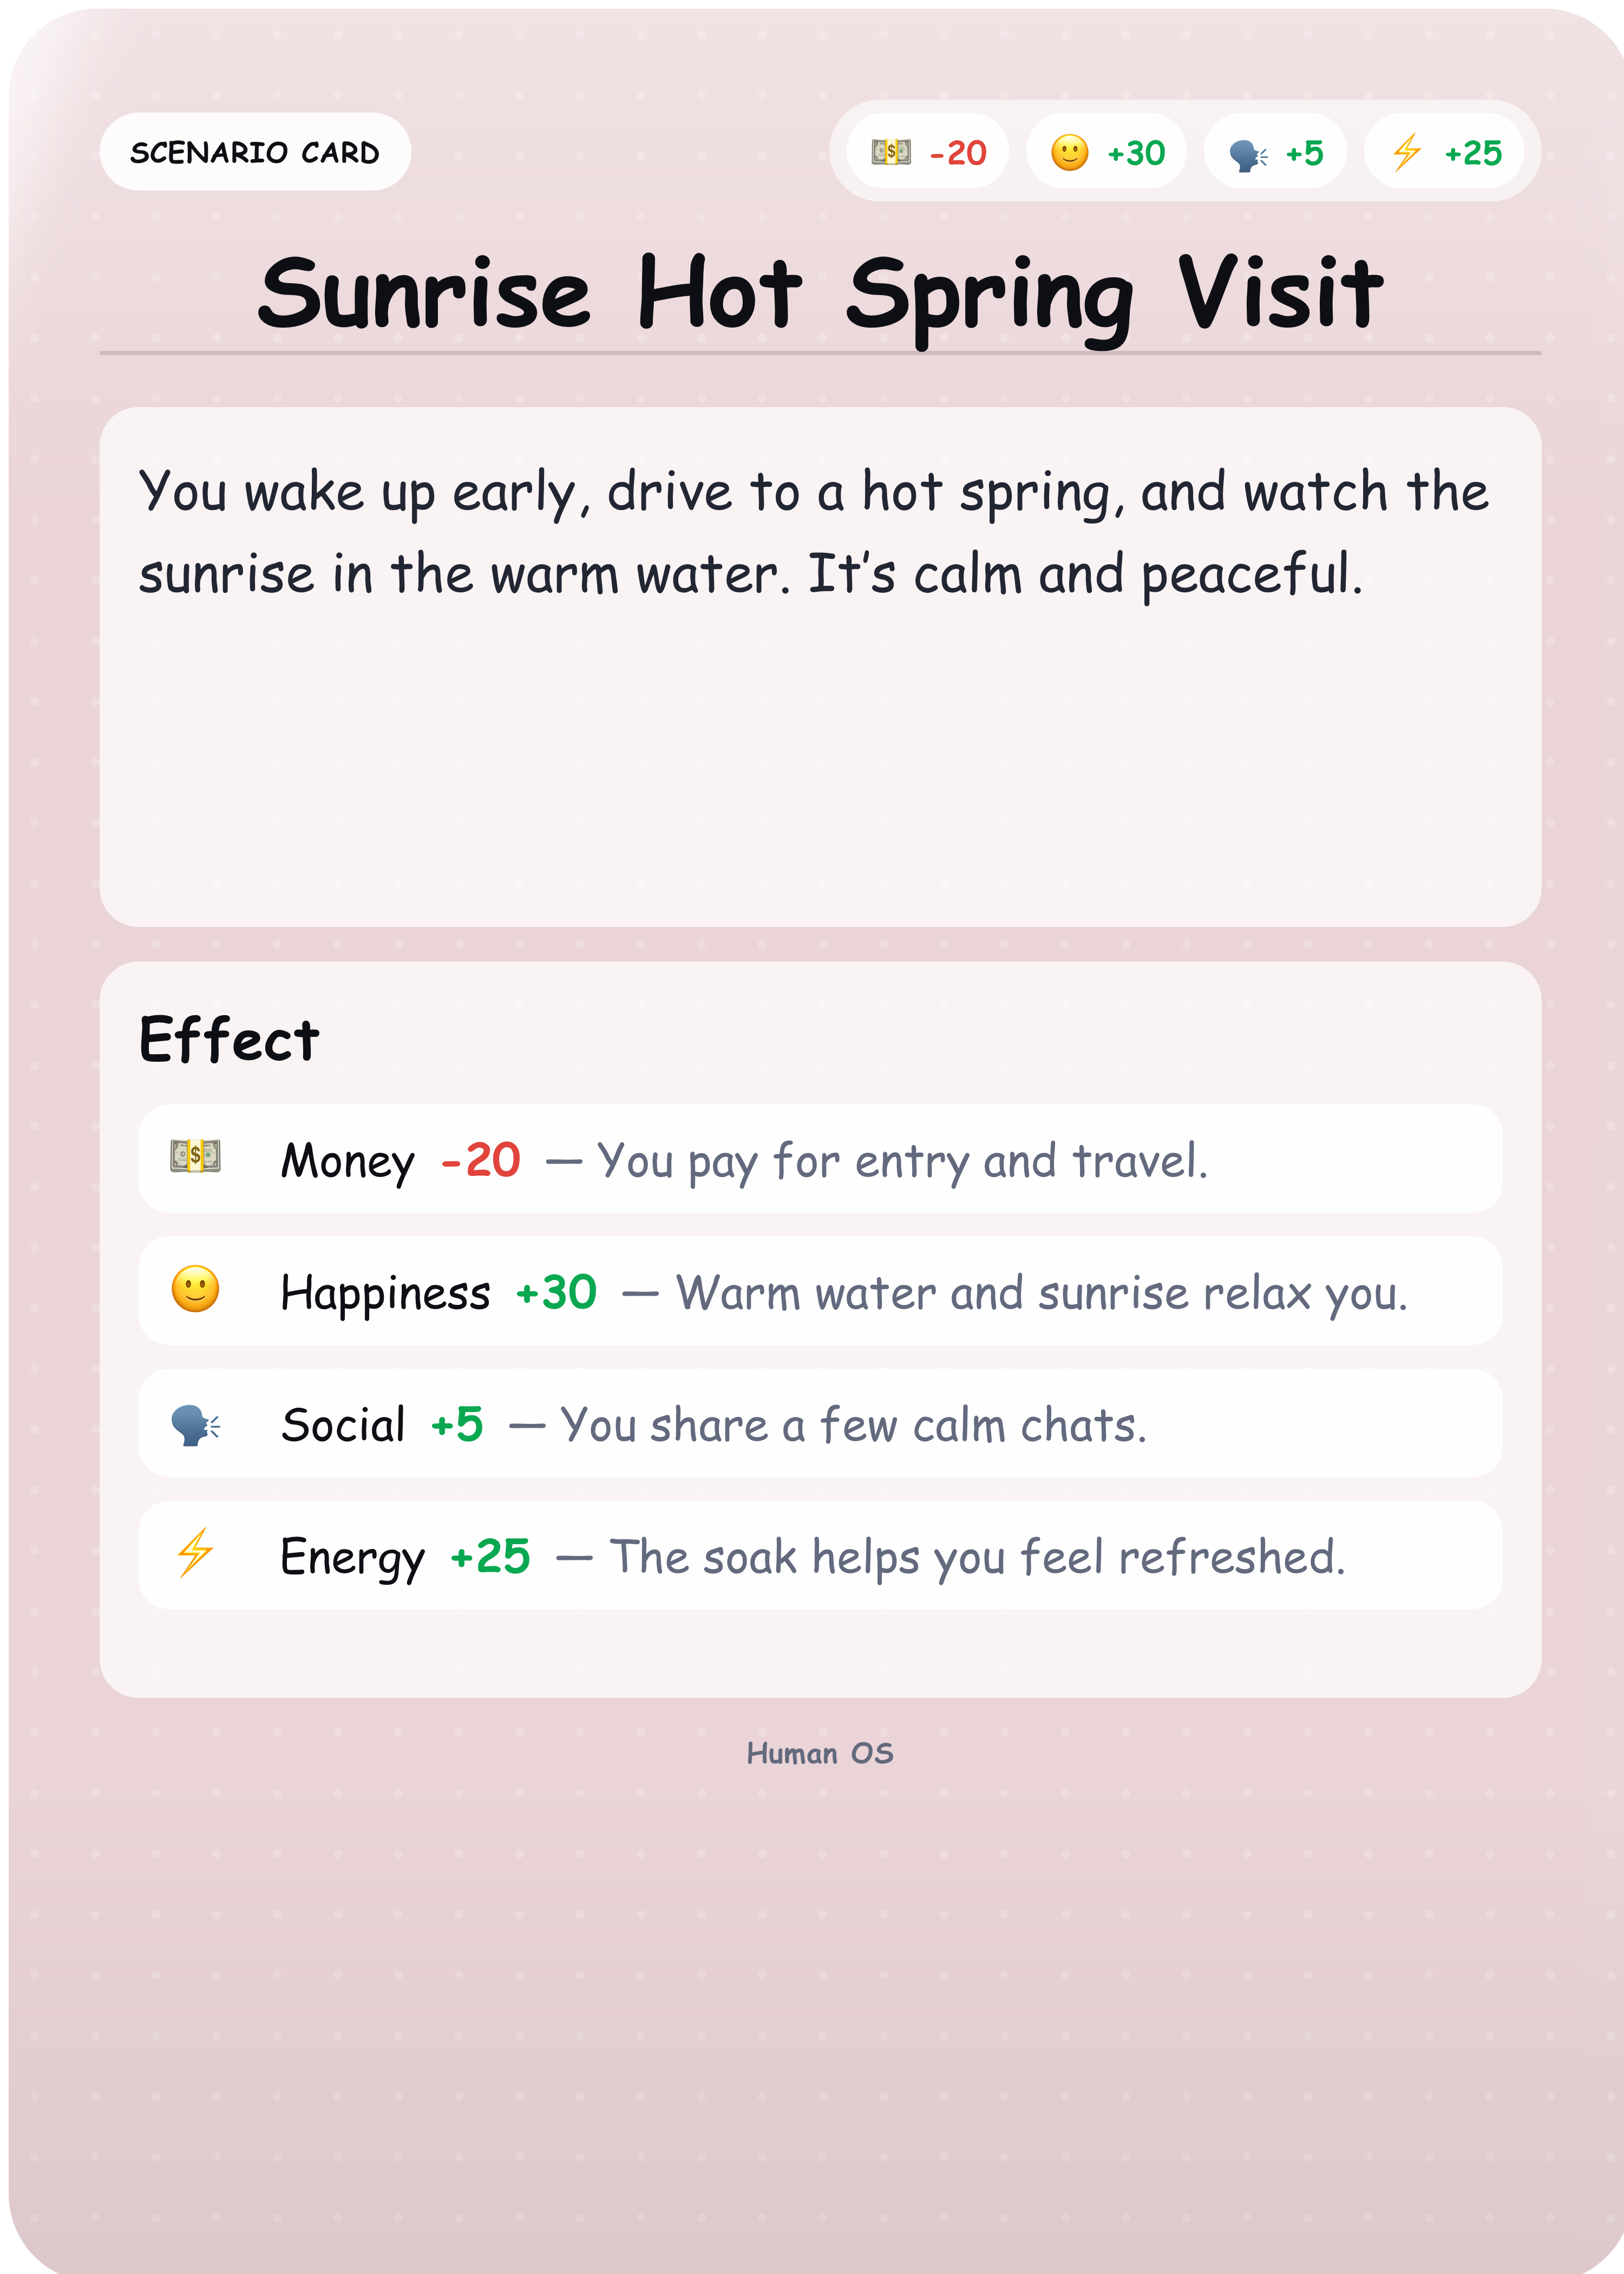 SCENARIO CARD
-20 +30 +5 +25
Sunrise Hot Spring Visit
You wake up early, drive to a hot spring, and watch the
sunrise in the warm water. It’s calm and peaceful.
Effect
Money -20 — You pay for entry and travel.
Happiness +30 — Warm water and sunrise relax you.
Social +5 — You share a few calm chats.
Energy +25 — The soak helps you feel refreshed.
Human OS